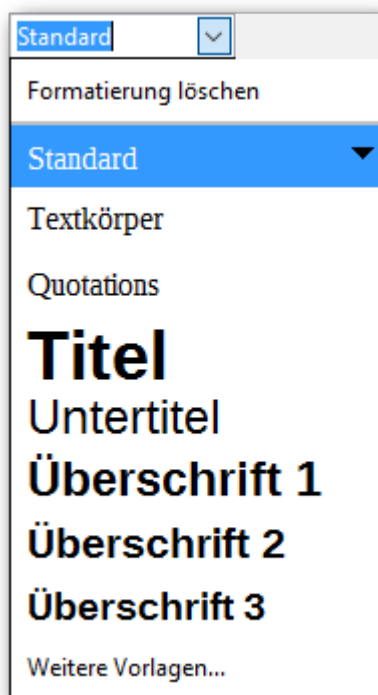 Standard
Formatierung löschen
Standard
Textkörper
Quotations
Titel
Untertitel
Überschrift 1
Überschrift 2
Überschrift 3
Weitere Vorlagen...